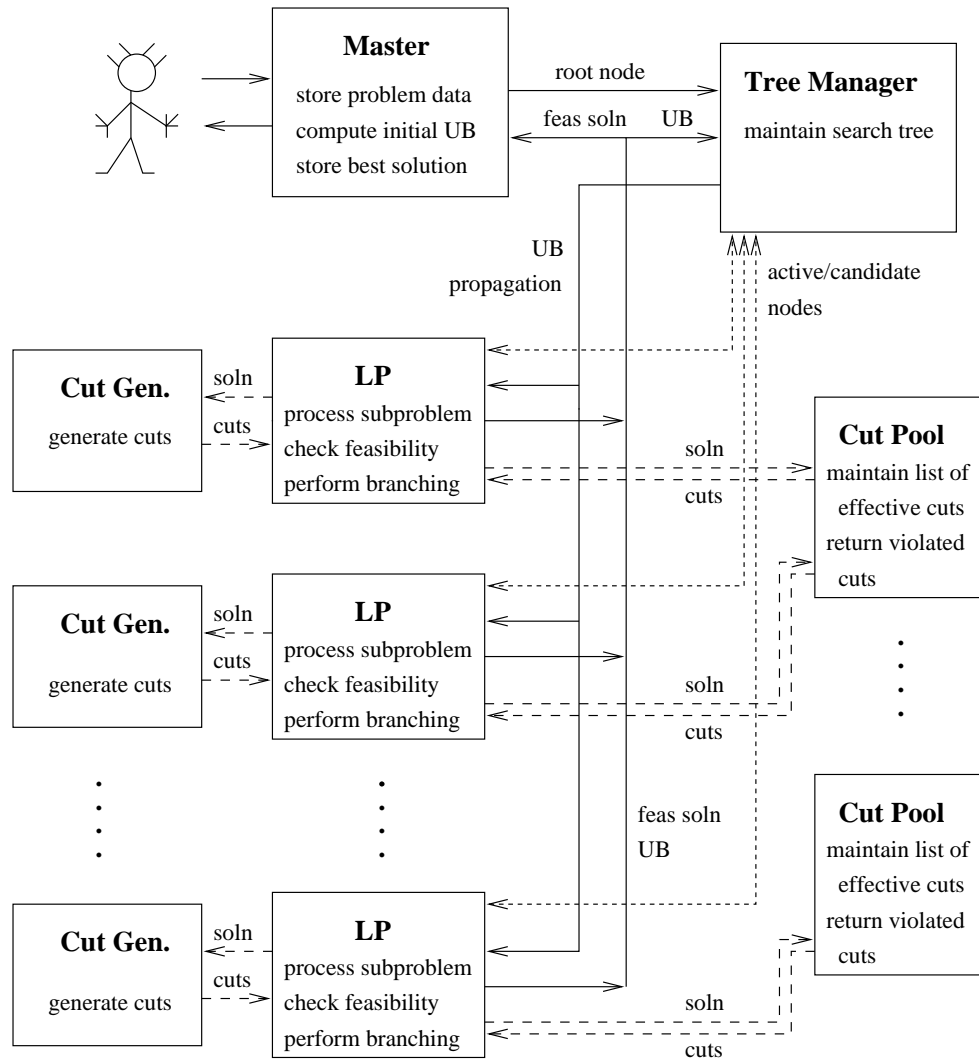 Master
store problem data
compute initial UB
store best solution
root node
feas soln
UB
Tree Manager
maintain search tree
UB
propagation
active/candidate
nodes
Cut Gen.
generate cuts
soln
cuts
LP
process subproblem
check feasibility
perform branching
soln
cuts
Cut Pool
maintain list of
effective cuts
return violated
cuts
Cut Gen.
generate cuts
soln
cuts
LP
process subproblem
check feasibility
perform branching
soln
cuts
feas soln
UB
Cut Pool
maintain list of
effective cuts
return violated
cuts
Cut Gen.
generate cuts
soln
cuts
LP
process subproblem
check feasibility
perform branching
soln
cuts